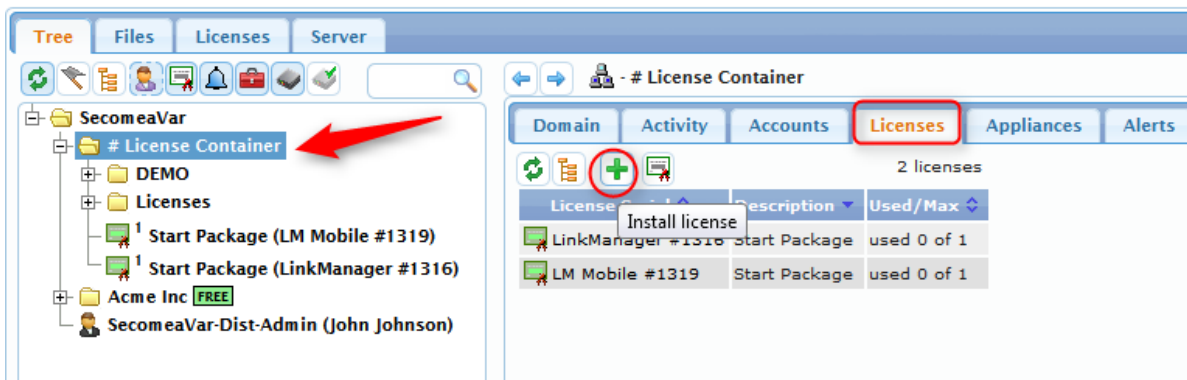 Tree Files Licenses Server
- # License Container
SecomeaVar
# License Container
DEMO
Licenses
1 Start Package (LM Mobile #1319)
1 Start Package (LinkManager #1316)
Acme Inc FREE
SecomeaVar-Dist-Admin (John Johnson)
Domain Activity Accounts Licenses Appliances Alerts
2 licenses
License Description Used/Max
Install license
LinkManager #1316 Start Package used 0 of 1
LM Mobile #1319 Start Package used 0 of 1